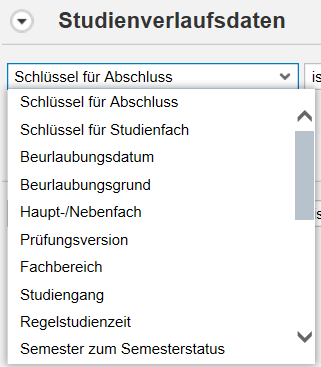 Studienverlaufsdaten
Schlüssel für Abschluss
is
Schlüssel für Abschluss
Schlüssel für Studienfach
Beurlaubungsdatum
Beurlaubungsgrund
Haupt-/Nebenfach
Prüfungsversion
Fachbereich
Studiengang
Regelstudienzeit
Semester zum Semesterstatus